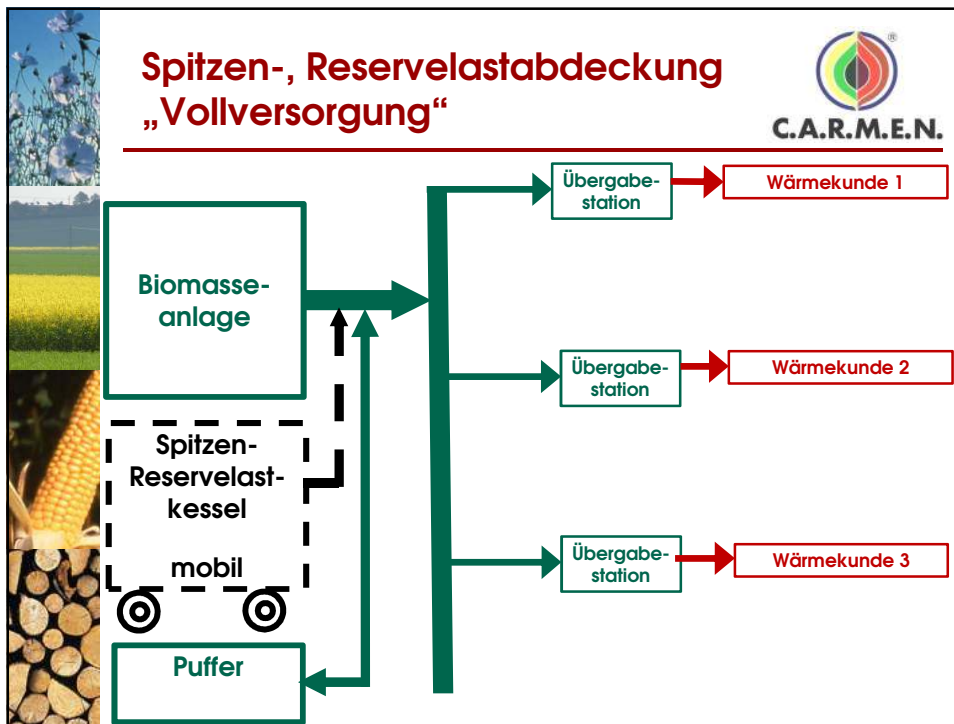 Spitzen-, Reservelastabdeckung
„Vollversorgung“
®
C.A.R.M.E.N.
Übergabe-
station
Wärmekunde 1
Biomasse-
anlage
Übergabe-
station
Wärmekunde 2
Spitzen-
Reservelast-
kessel
mobil
Übergabe-
station
Wärmekunde 3
Puffer